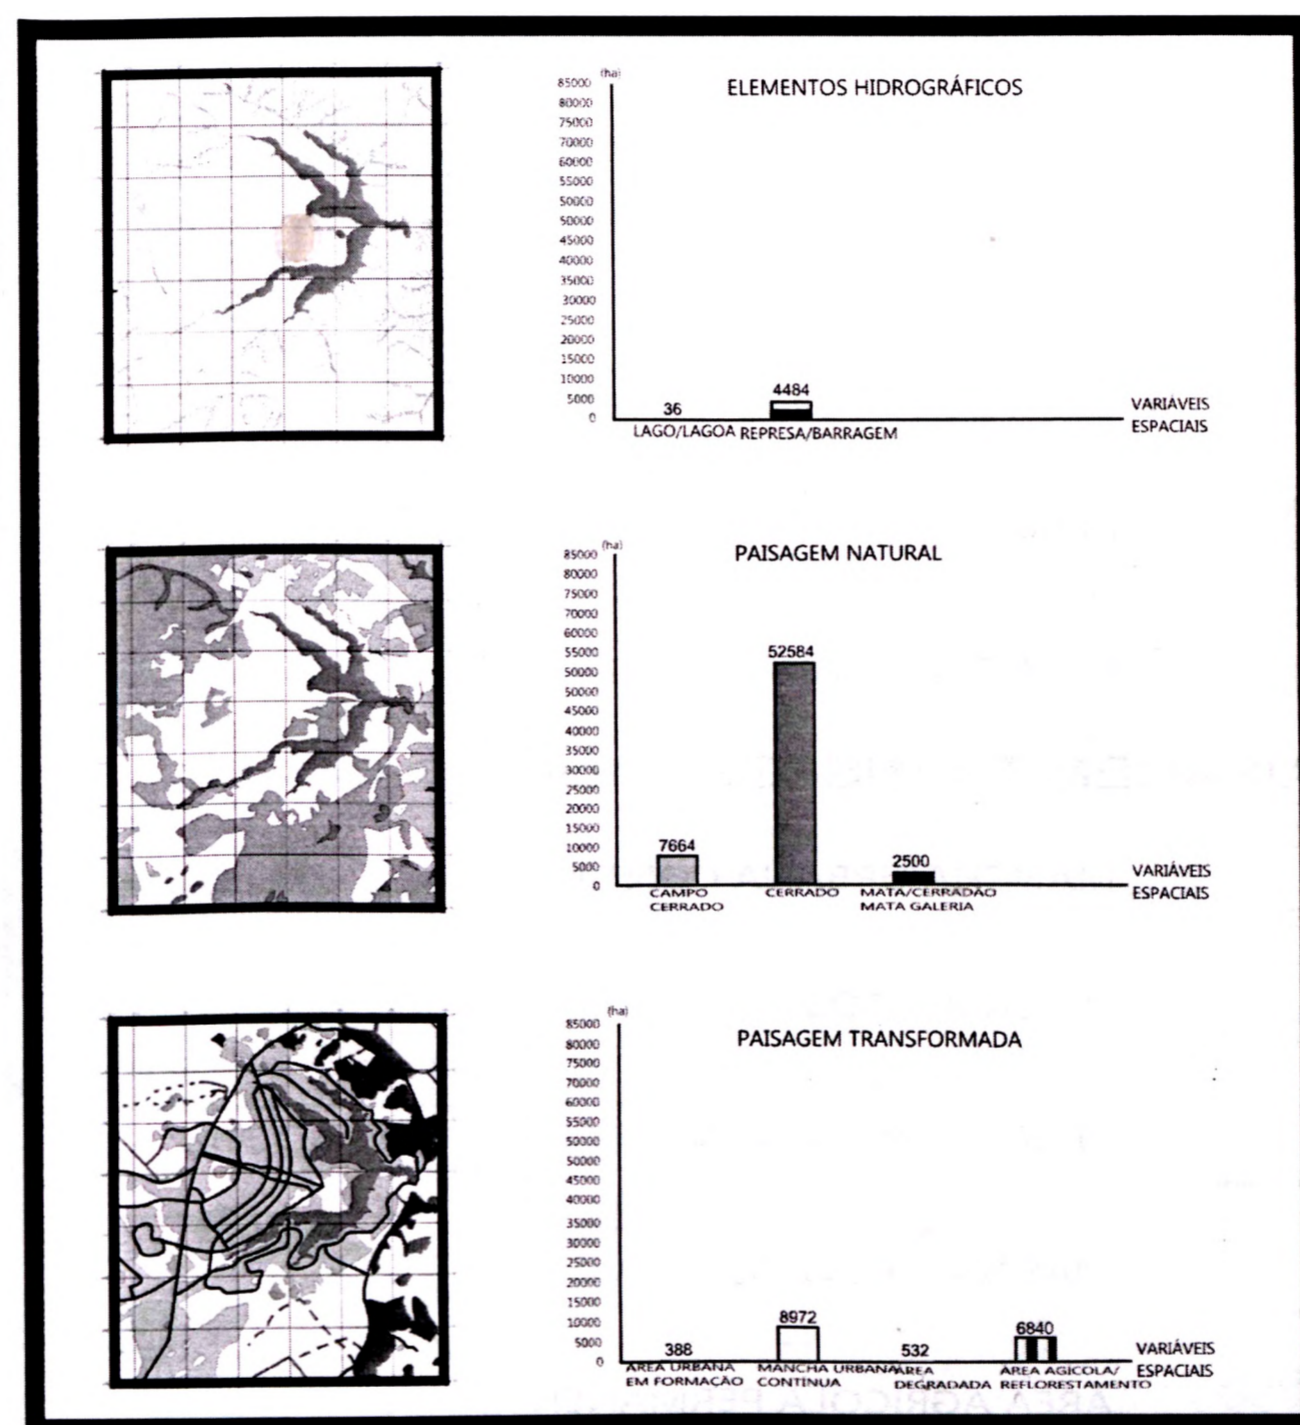 (ha)
85000
ELEMENTOS HIDROGRÁFICOS
80000
75000
70000
60000
55000
50000
50000
45000
40000
35000
30000
25000
20000
15000
10000
5000
0
36
4484
LAGO/LAGOA REPRESA/BARRAGEM
VARIÁVEIS
ESPACIAIS
(ha)
85000
PAISAGEM NATURAL
80000
75000
70000
60000
55000
50000
50000
45000
40000
35000
30000
25000
20000
15000
10000
5000
0
7664
52584
2500
CAMPO
CERRADO
CERRADO
MATA/CERRADÃO
MATA GALERIA
VARIÁVEIS
ESPACIAIS
(ha)
85000
PAISAGEM TRANSFORMADA
80000
75000
70000
60000
55000
50000
50000
45000
40000
35000
30000
25000
20000
15000
10000
5000
0
388
8972
532
6840
ÁREA URBANA
EM FORMAÇÃO
MANCHA URBANA
CONTÍNUA
ÁREA
DEGRADADA
ÁREA AGICOLA/
REFLORESTAMENTO
VARIÁVEIS
ESPACIAIS